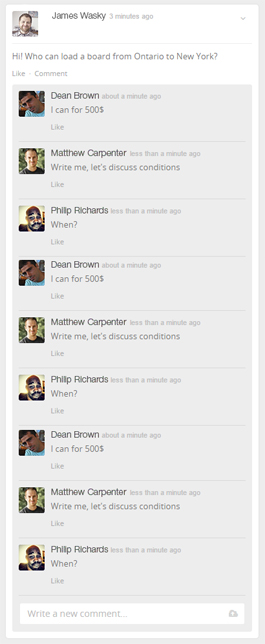 James Wasky 3 minutes ago
Hi! Who can load a board from Ontario to New York?
Like · Comment
Dean Brown about a minute ago
I can for 500$
Like
Matthew Carpenter less than a minute ago
Write me, let's discuss conditions
Like
Philip Richards less than a minute ago
When?
Like
Dean Brown about a minute ago
I can for 500$
Like
Matthew Carpenter less than a minute ago
Write me, let's discuss conditions
Like
Philip Richards less than a minute ago
When?
Like
Dean Brown about a minute ago
I can for 500$
Like
Matthew Carpenter less than a minute ago
Write me, let's discuss conditions
Like
Philip Richards less than a minute ago
When?
Like
Write a new comment...